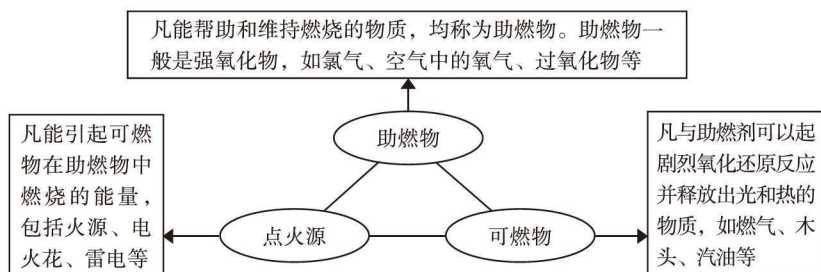 凡能帮助和维持燃烧的物质，均称为助燃物。助燃物一
般是强氧化物，如氯气、空气中的氧气、过氧化物等
助燃物
凡能引起可燃
物在助燃物中
燃烧的能量，
包括火源、电
火花、雷电等
点火源
可燃物
凡与助燃剂可以起
剧烈氧化还原反应
并释放出光和热的
物质，如燃气、木
头、汽油等